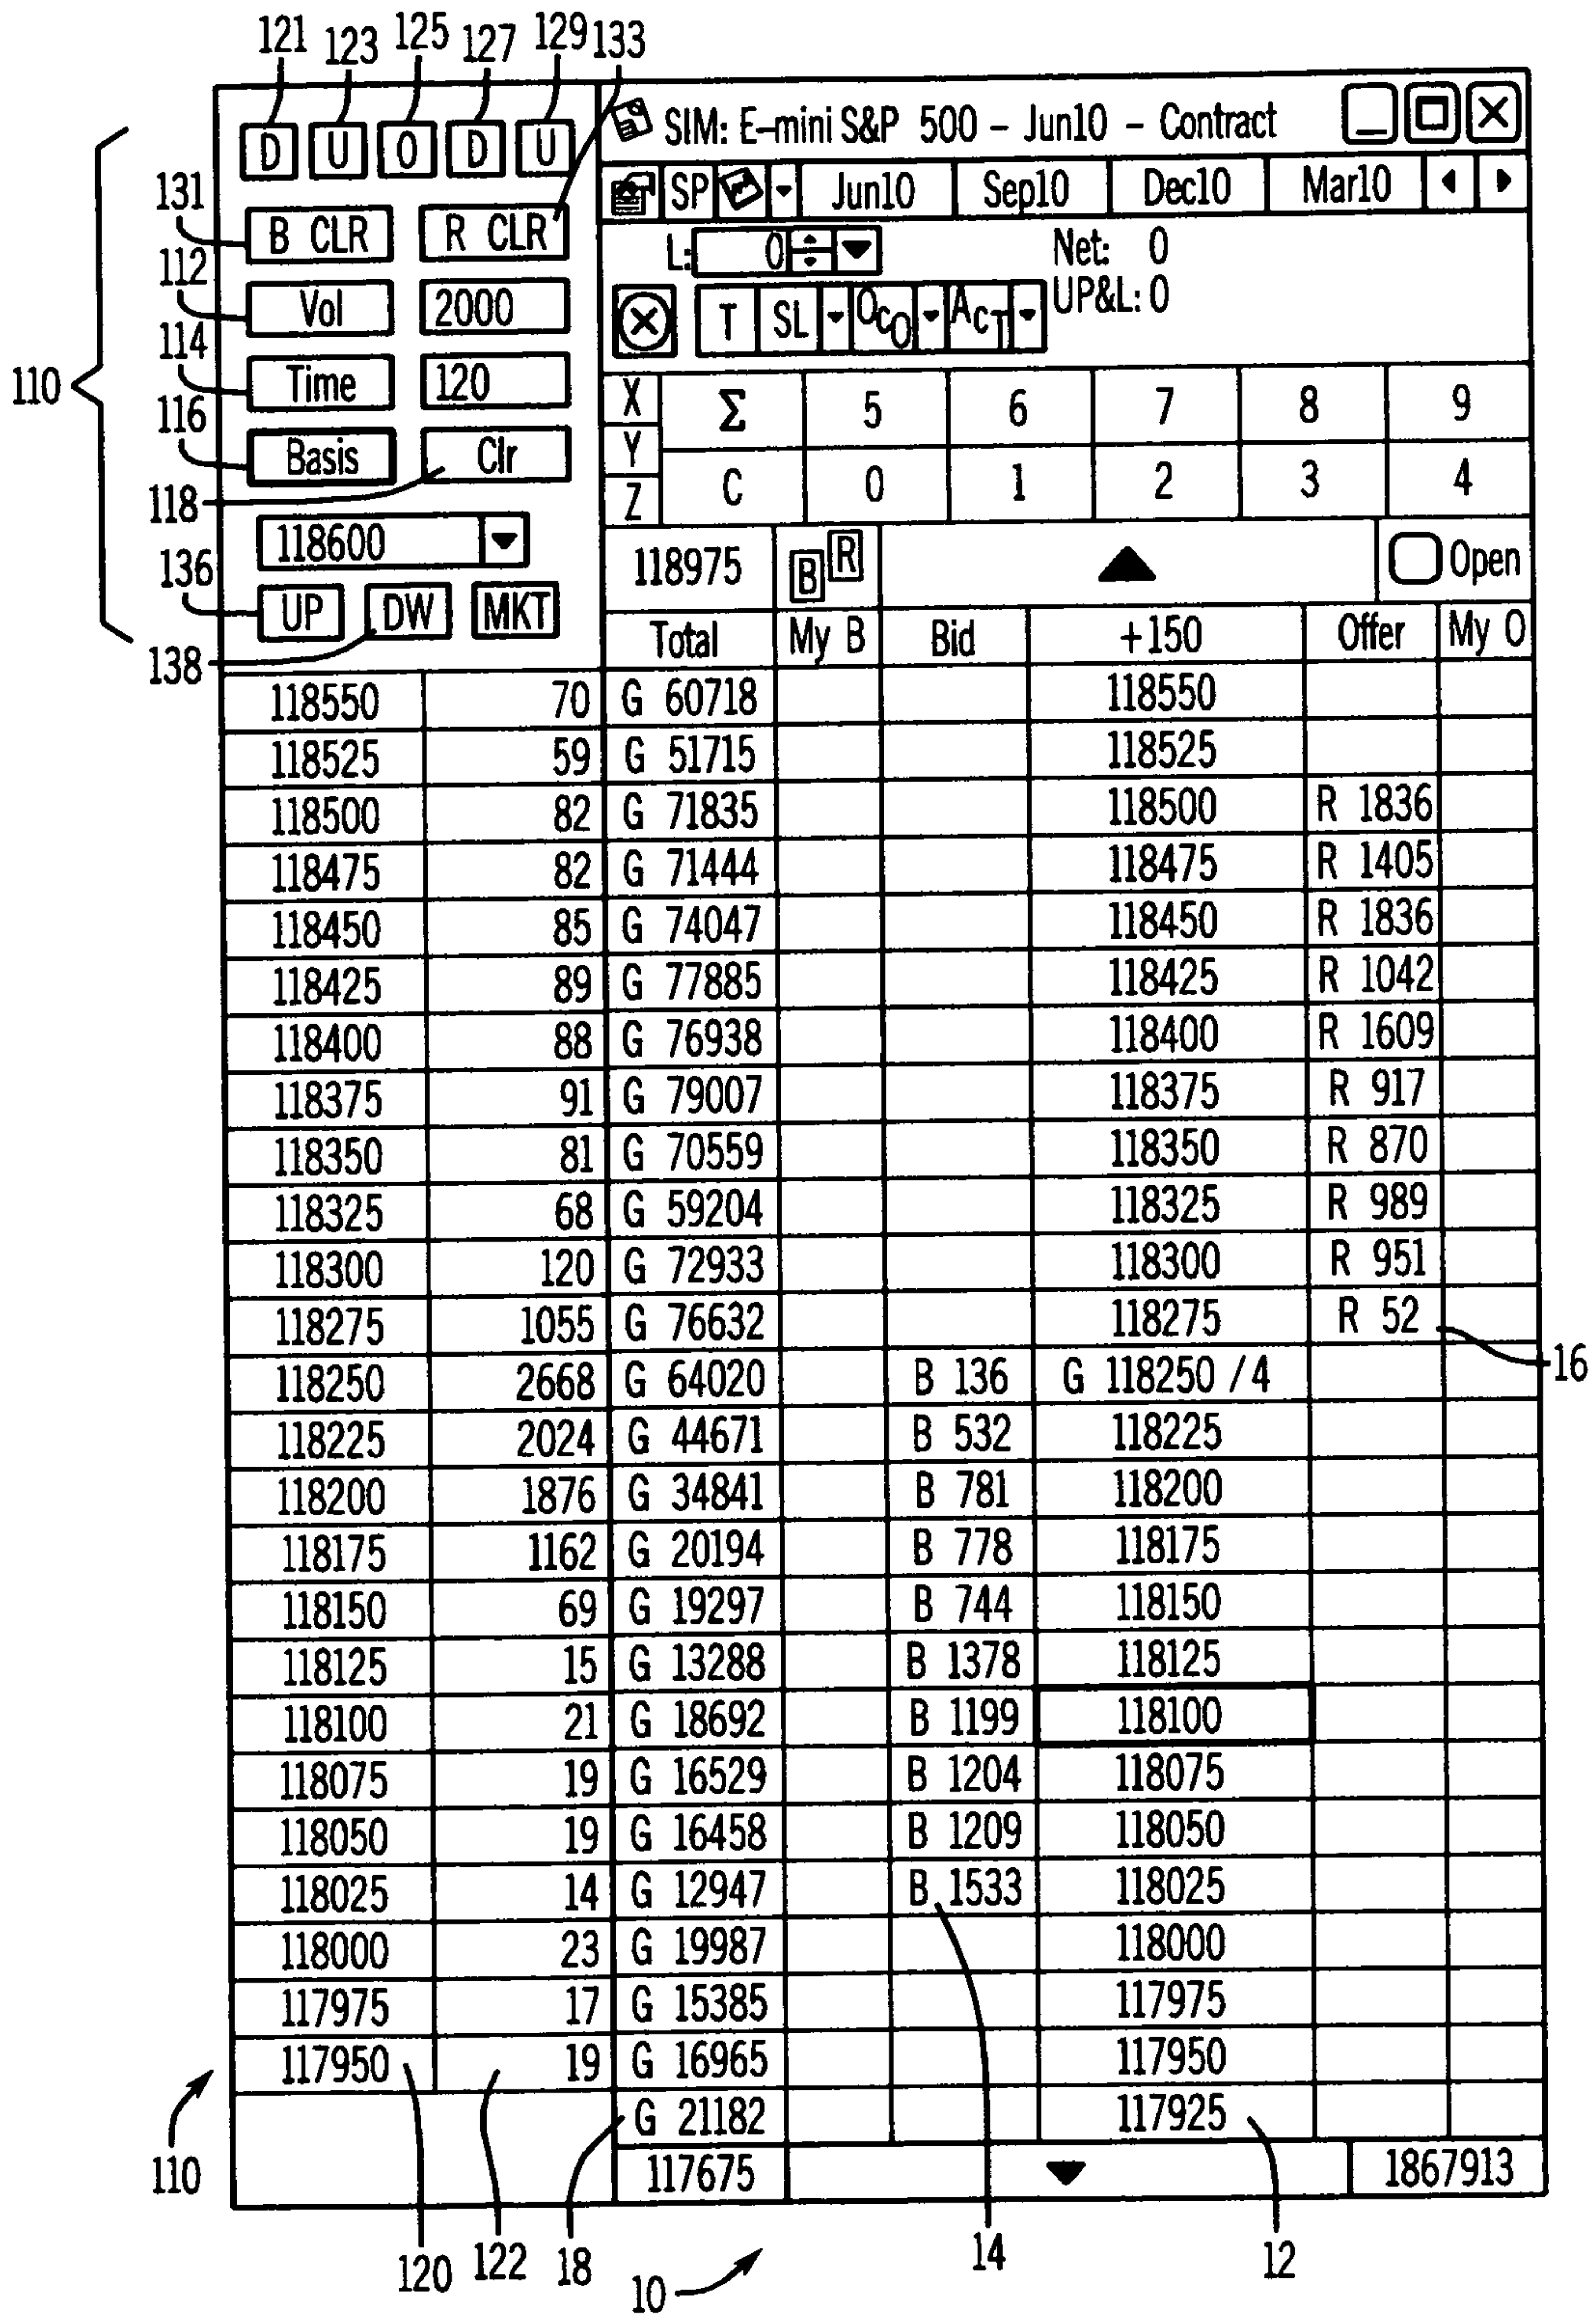 121 123 125 127 129 133
D U O D U
SIM: E-mini S&P 500 - Jun10 - Contract
SP Jun10 Sep10 Dec10 Mar10
131 B CLR R CLR
L: 0 Net: 0
UP&L: 0
112 Vol 2000
T SL OCO ACT
114 Time 120
110
X Σ 5 6 7 8 9
116 Basis Clr
Y
Z C 0 1 2 3 4
118
118600
118975 B R Open
136 UP DW MKT
Total My B Bid +150 Offer My O
138
118550 70 G 60718 118550
118525 59 G 51715 118525
118500 82 G 71835 118500 R 1836
118475 82 G 71444 118475 R 1405
118450 85 G 74047 118450 R 1836
118425 89 G 77885 118425 R 1042
118400 88 G 76938 118400 R 1609
118375 91 G 79007 118375 R 917
118350 81 G 70559 118350 R 870
118325 68 G 59204 118325 R 989
118300 120 G 72933 118300 R 951
118275 1055 G 76632 118275 R 52
16
118250 2668 G 64020 B 136 G 118250 /4
118225 2024 G 44671 B 532 118225
118200 1876 G 34841 B 781 118200
118175 1162 G 20194 B 778 118175
118150 69 G 19297 B 744 118150
118125 15 G 13288 B 1378 118125
118100 21 G 18692 B 1199 118100
118075 19 G 16529 B 1204 118075
118050 19 G 16458 B 1209 118050
118025 14 G 12947 B 1533 118025
118000 23 G 19987 118000
117975 17 G 15385 117975
117950 19 G 16965 117950
G 21182 117925
110
117675 1867913
120 122 18 10 14 12